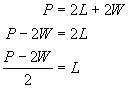 P = 2L + 2W
P − 2W = 2L
(P − 2W)/2 = L